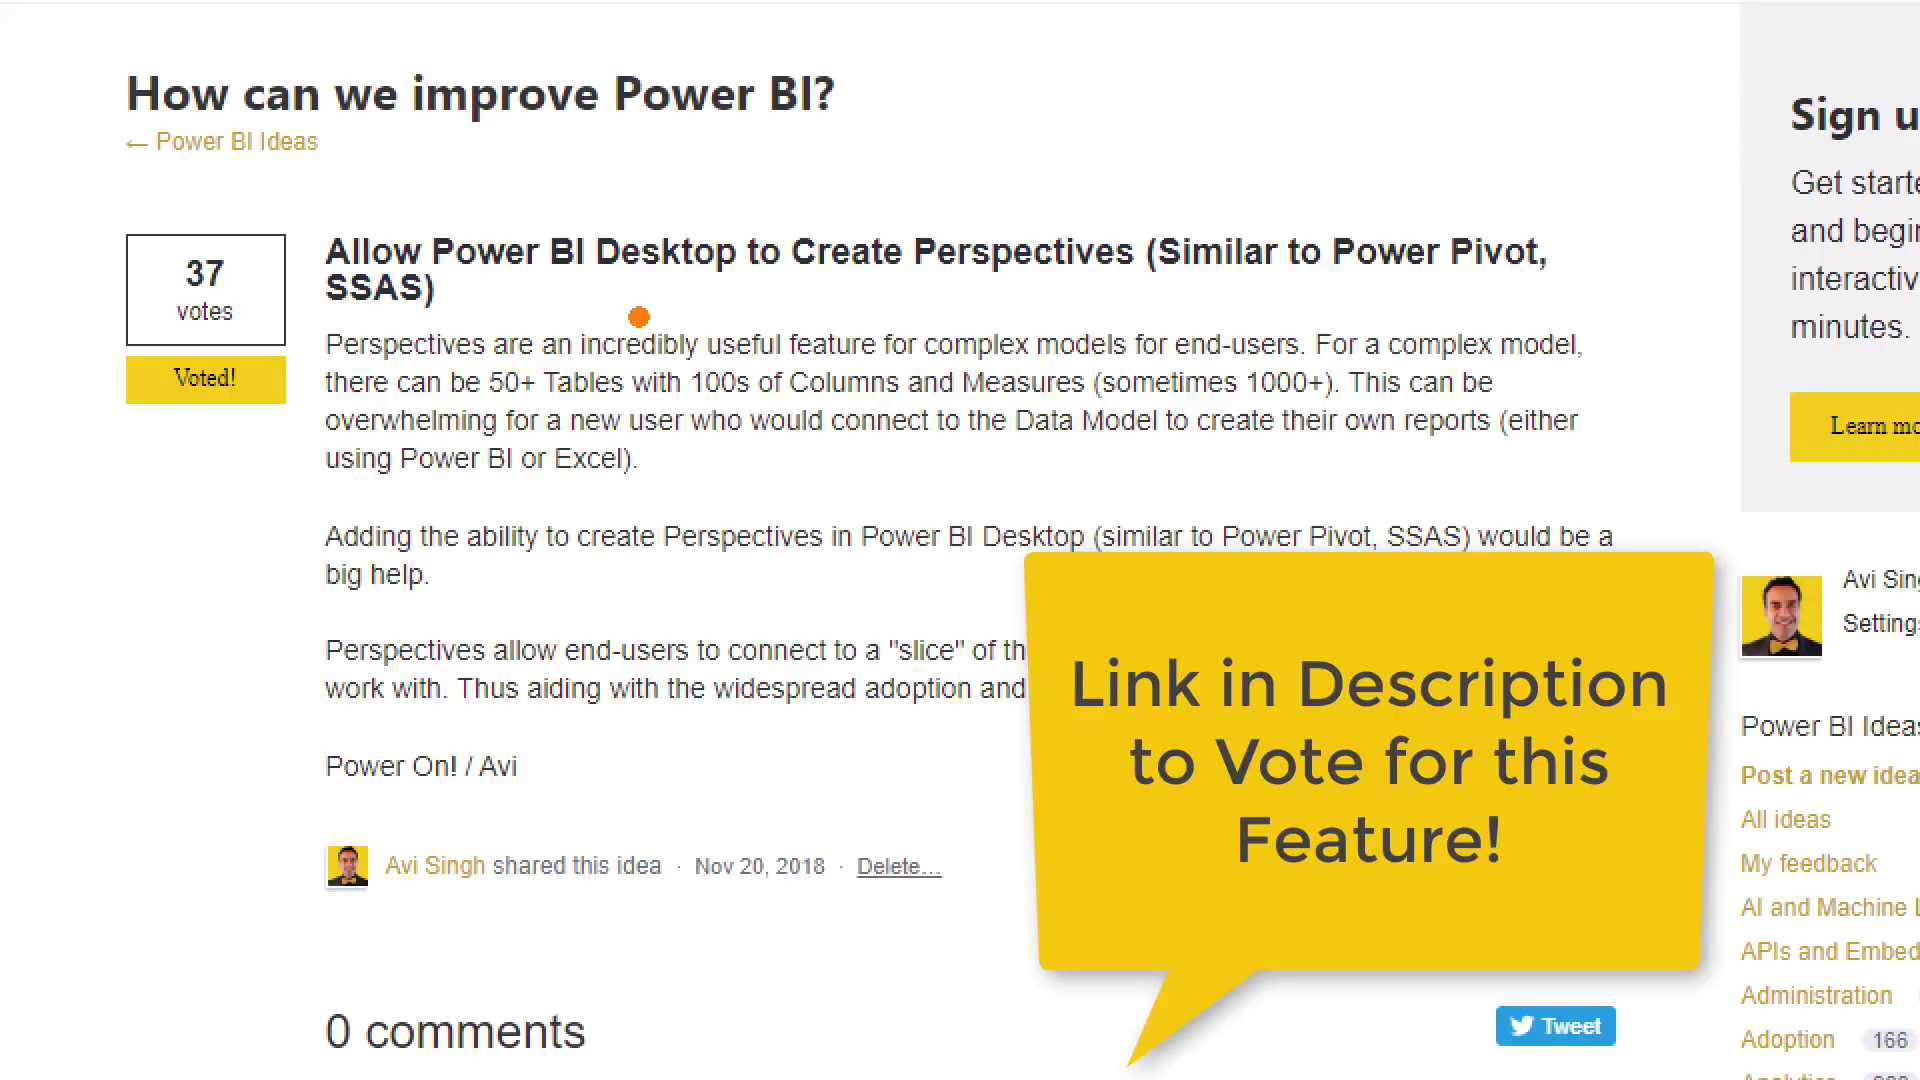 How can we improve Power BI?
← Power BI Ideas
37
votes
Voted!
Allow Power BI Desktop to Create Perspectives (Similar to Power Pivot,
SSAS)
Perspectives are an incredibly useful feature for complex models for end-users. For a complex model,
there can be 50+ Tables with 100s of Columns and Measures (sometimes 1000+). This can be
overwhelming for a new user who would connect to the Data Model to create their own reports (either
using Power BI or Excel).
Adding the ability to create Perspectives in Power BI Desktop (similar to Power Pivot, SSAS) would be a
big help.
Perspectives allow end-users to connect to a "slice" of th
work with. Thus aiding with the widespread adoption and
Power On! / Avi
Avi Singh shared this idea · Nov 20, 2018 · Delete…
0 comments
Tweet
Link in Description
to Vote for this
Feature!
Sign u
Get starte
and begin
interactiv
minutes.
Learn mo
Avi Sing
Settings
Power BI Ideas
Post a new idea
All ideas
My feedback
AI and Machine L
APIs and Embed
Administration
Adoption 166